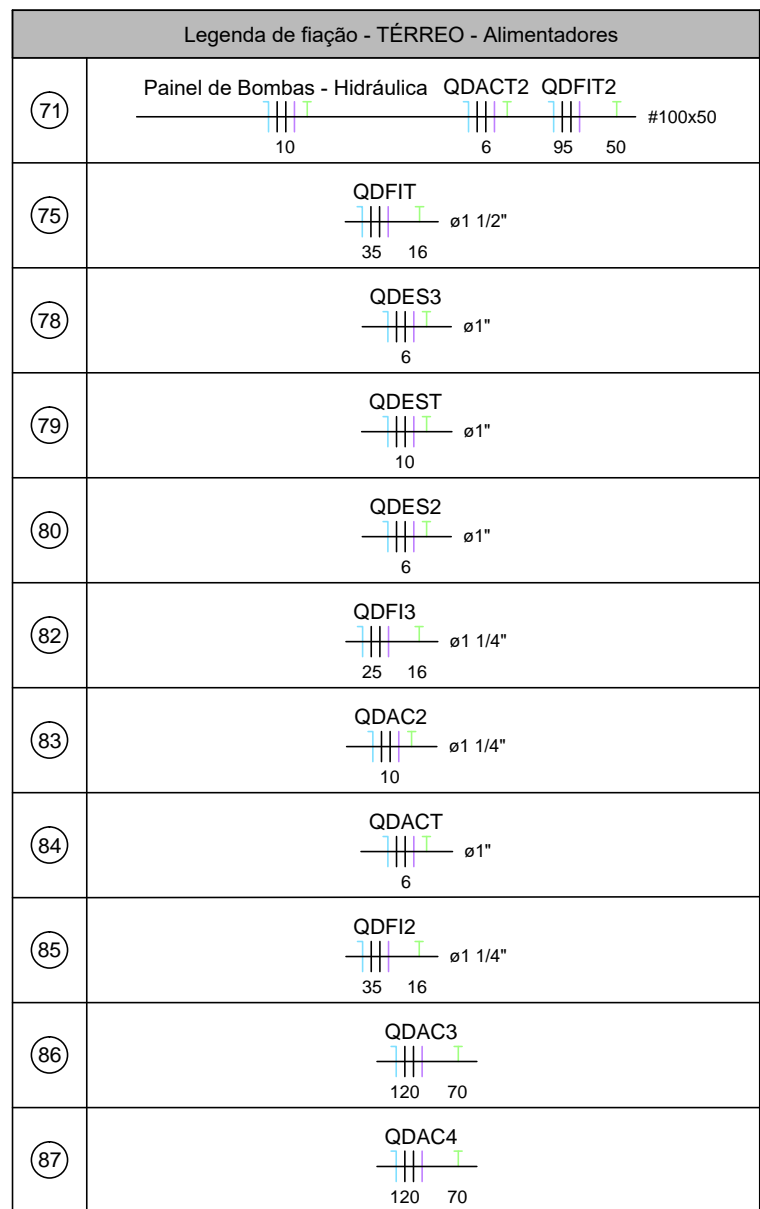 Legenda de fiação - TÉRREO - Alimentadores
71
Painel de Bombas - Hidráulica QDACT2 QDFIT2
#100x50
10 6 95 50
75
QDFIT
ø1 1/2"
35 16
78
QDES3
ø1"
6
79
QDEST
ø1"
10
80
QDES2
ø1"
6
82
QDFI3
ø1 1/4"
25 16
83
QDAC2
ø1 1/4"
10
84
QDACT
ø1"
6
85
QDFI2
ø1 1/4"
35 16
86
QDAC3
120 70
87
QDAC4
120 70